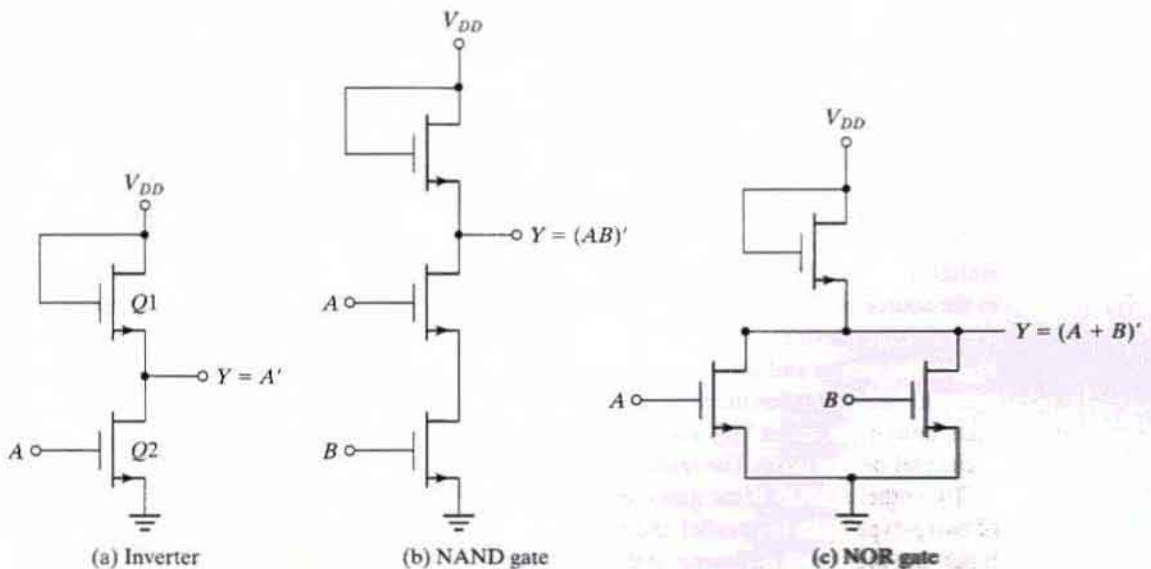 V_DD
A
Q1
Q2
Y = A'
(a) Inverter
V_DD
A
B
Y = (AB)'
(b) NAND gate
V_DD
A
B
Y = (A + B)'
(c) NOR gate